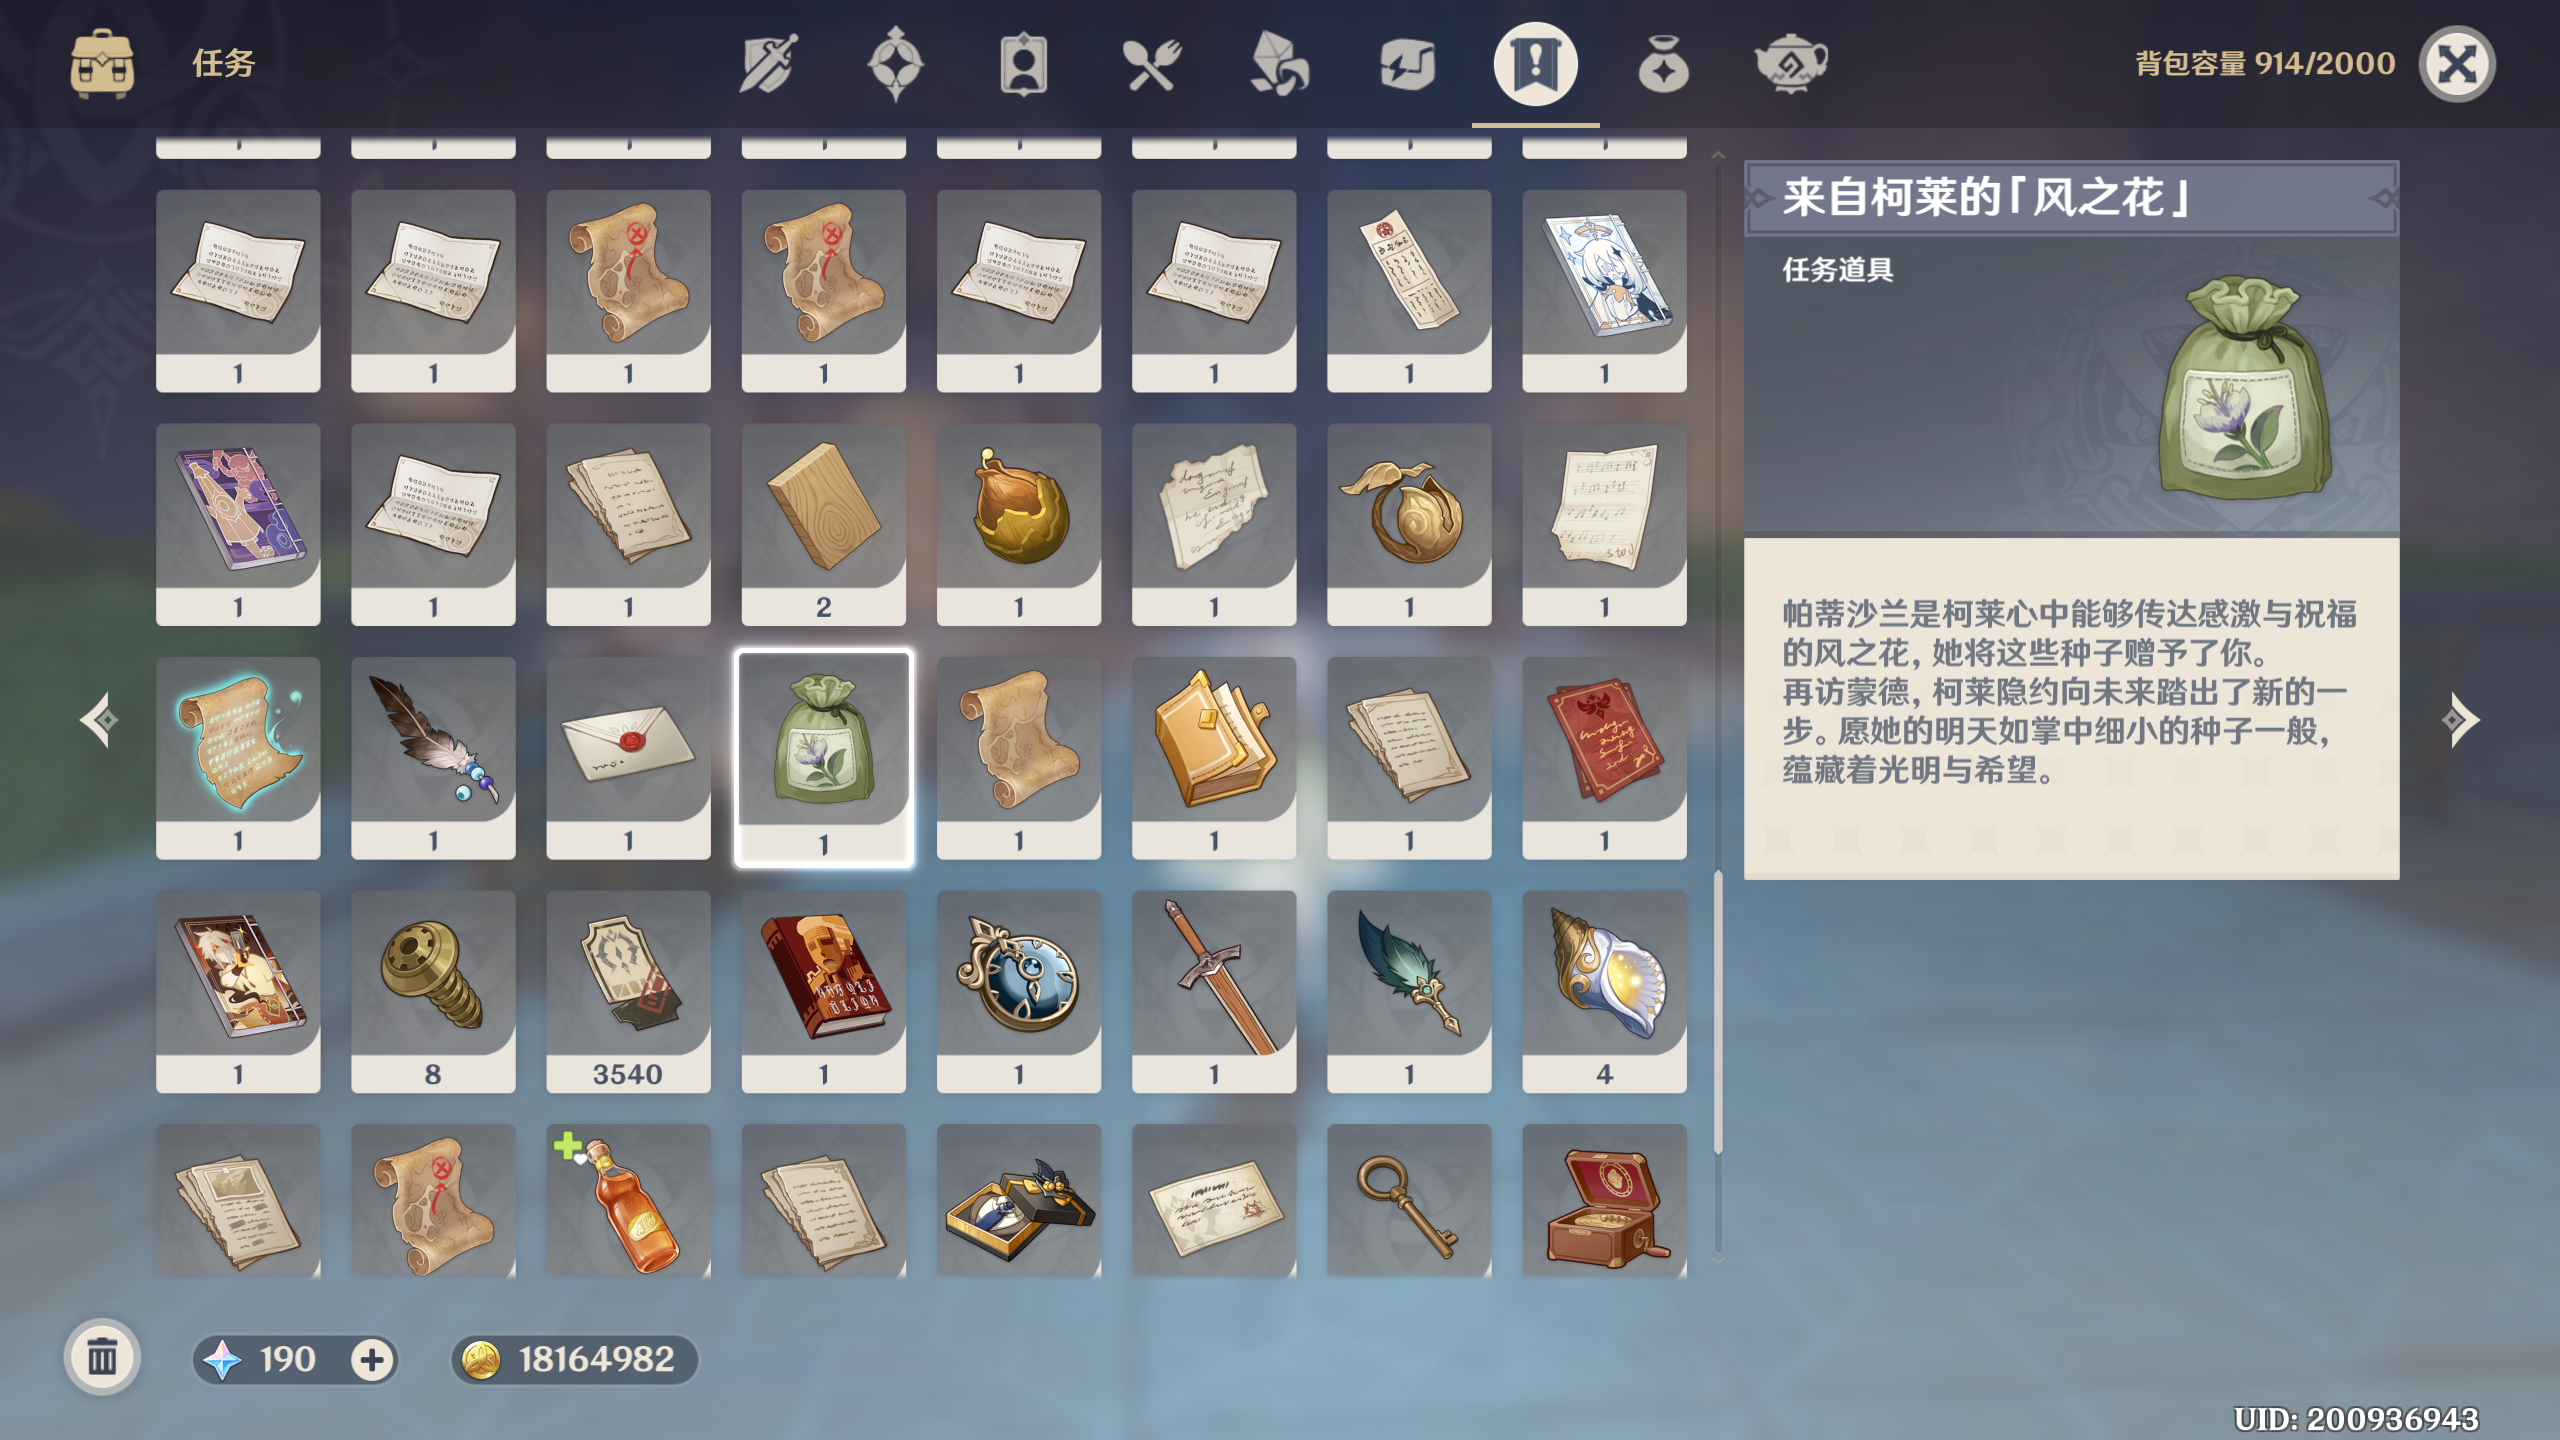 任务
背包容量 914/2000
1 1 1 1 1 1 1 1
来自柯莱的「风之花」
任务道具
帕蒂沙兰是柯莱心中能够传达感激与祝福
的风之花，她将这些种子赠予了你。
再访蒙德，柯莱隐约向未来踏出了新的一
步。愿她的明天如掌中细小的种子一般，
蕴藏着光明与希望。
1 1 1 2 1 1 1 1
1 1 1 1 1 1 1 1
1 8 3540 1 1 1 1 4
190
18164982
UID: 200936943